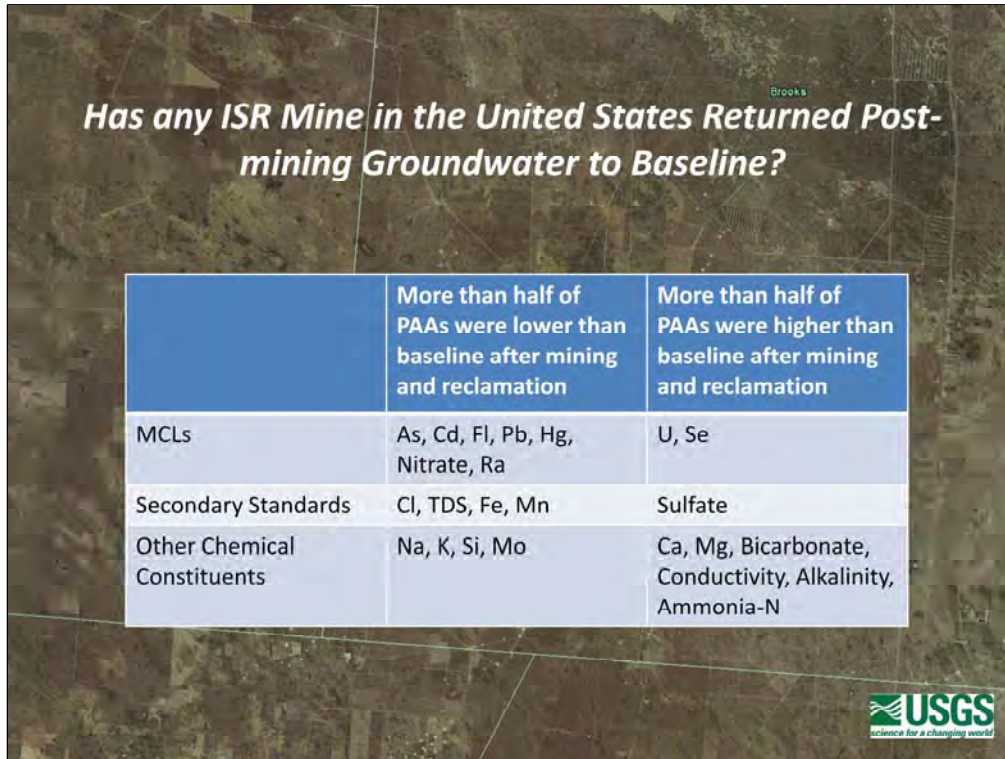 Brooks
Has any ISR Mine in the United States Returned Post-
mining Groundwater to Baseline?
More than half of
PAAs were lower than
baseline after mining
and reclamation
More than half of
PAAs were higher than
baseline after mining
and reclamation
MCLs
As, Cd, Fl, Pb, Hg,
Nitrate, Ra
U, Se
Secondary Standards
Cl, TDS, Fe, Mn
Sulfate
Other Chemical
Constituents
Na, K, Si, Mo
Ca, Mg, Bicarbonate,
Conductivity, Alkalinity,
Ammonia-N
USGS
science for a changing world